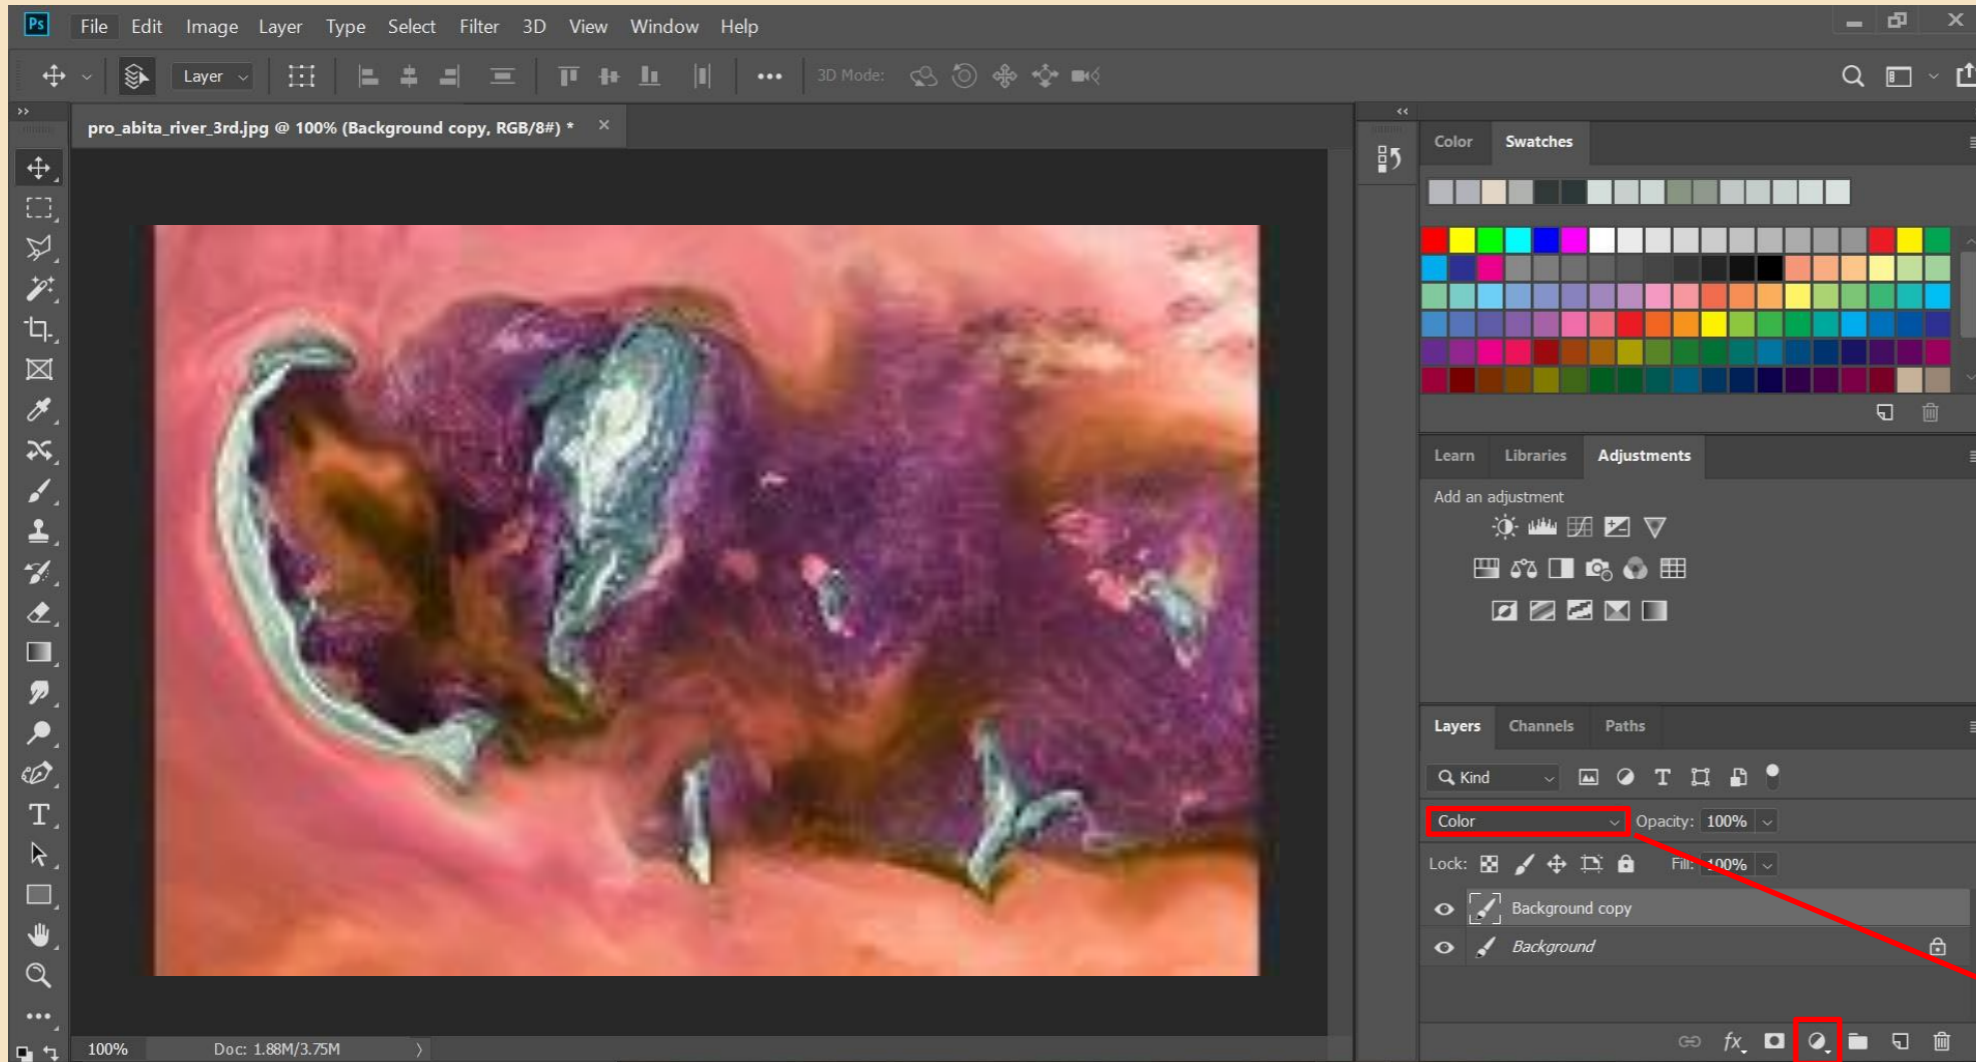 Ps File Edit Image Layer Type Select Filter 3D View Window Help
Layer 3D Mode:
pro_abita_river_3rd.jpg @ 100% (Background copy, RGB/8#) * ×
Color Swatches
Learn Libraries Adjustments
Add an adjustment
Layers Channels Paths
Kind
Color Opacity: 100%
Lock: Fill: 100%
Background copy
Background
fx
100% Doc: 1.88M/3.75M